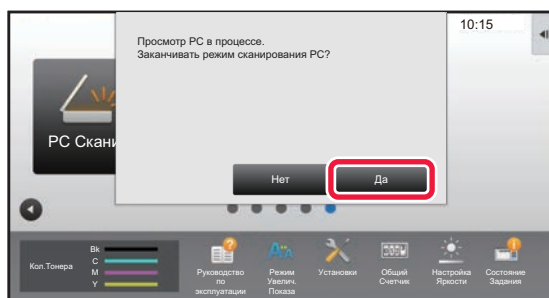 10:15
Просмотр PC в процессе.
Заканчивать режим сканирования PC?
PC Скани
Нет
Да
Кол.Тонера
Bk
C
M
Y
Руководство
по
эксплуатации
Режим
Увелич.
Показа
Установки
Общий
Счетчик
Настройка
Яркости
Состояние
Задания